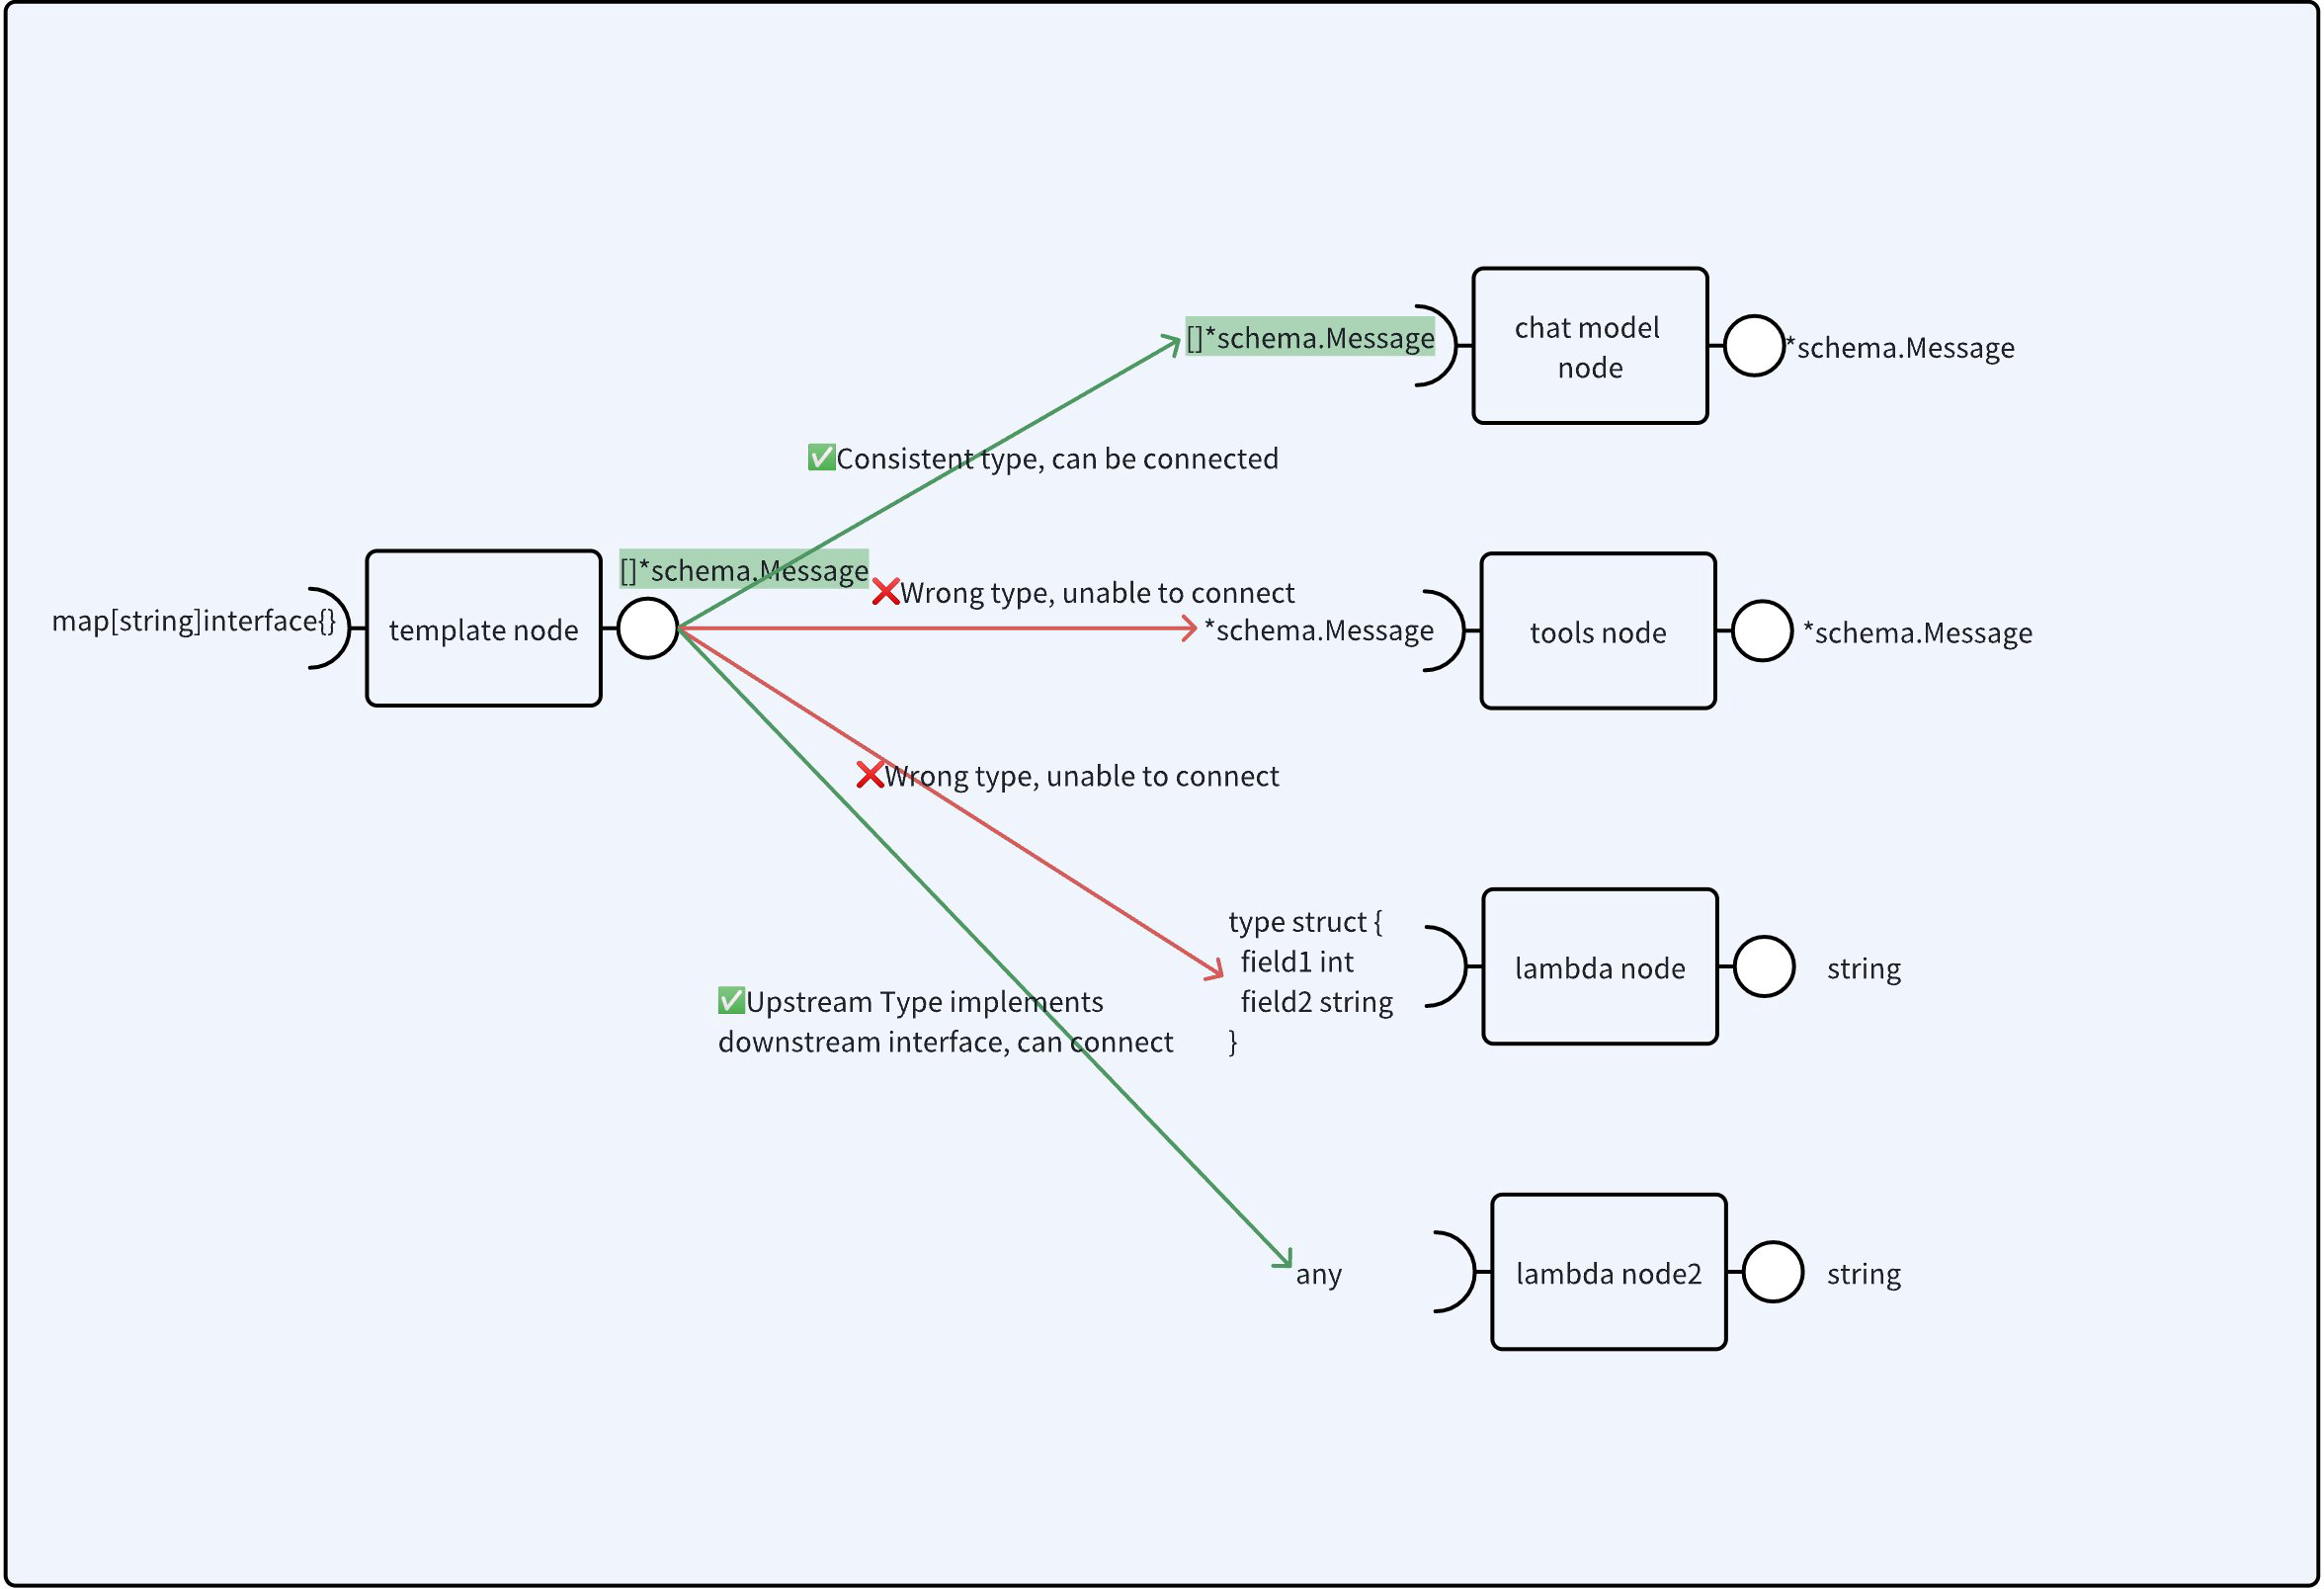 []*schema.Message
chat model
node
*schema.Message
✅Consistent type, can be connected
[]*schema.Message
❌Wrong type, unable to connect
map[string]interface{}
template node
*schema.Message
tools node
*schema.Message
❌Wrong type, unable to connect
type struct {
field1 int
field2 string
}
lambda node
string
✅Upstream Type implements
downstream interface, can connect
any
lambda node2
string